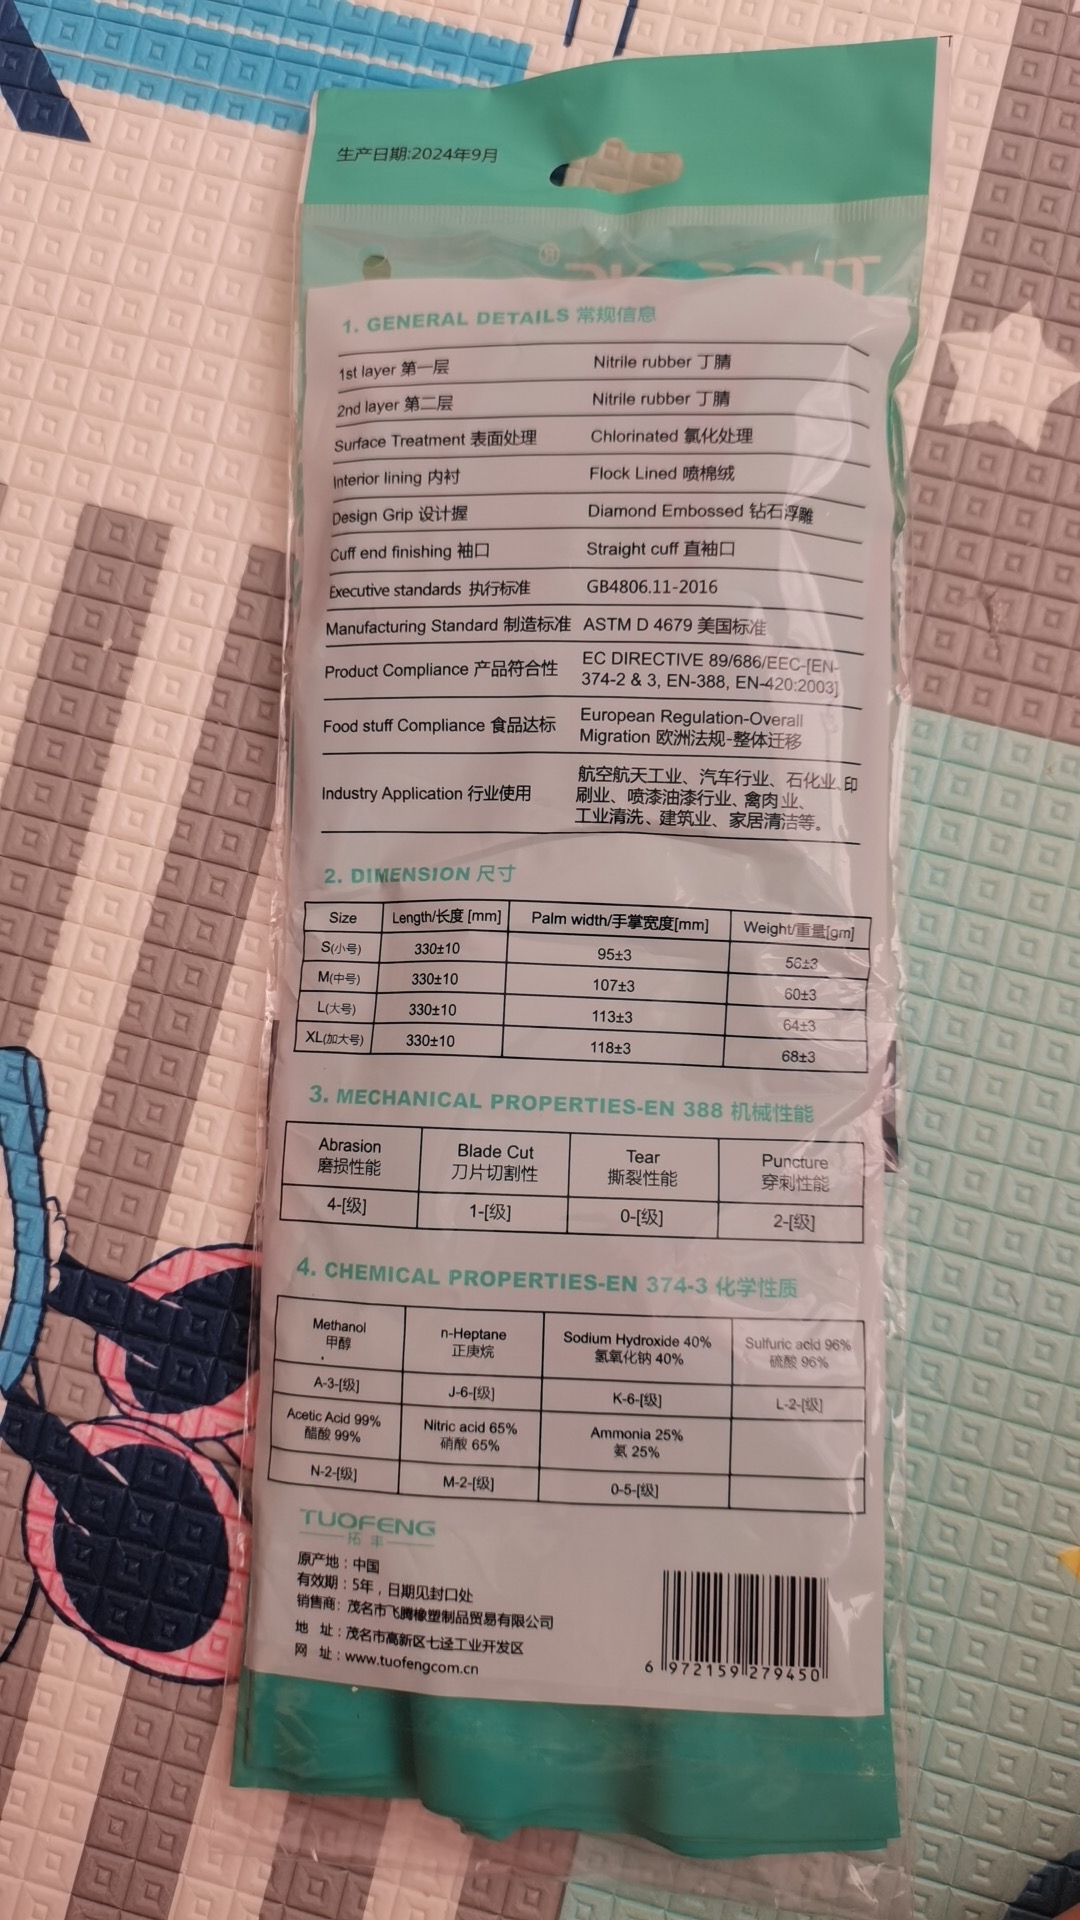 生产日期:2024年9月
1. GENERAL DETAILS 常规信息
1st layer 第一层 Nitrile rubber 丁腈
2nd layer 第二层 Nitrile rubber 丁腈
Surface Treatment 表面处理 Chlorinated 氯化处理
Interior lining 内衬 Flock Lined 喷棉绒
Design Grip 设计握 Diamond Embossed 钻石浮雕
Cuff end finishing 袖口 Straight cuff 直袖口
Executive standards 执行标准 GB4806.11-2016
Manufacturing Standard 制造标准 ASTM D 4679 美国标准
Product Compliance 产品符合性 EC DIRECTIVE 89/686/EEC-[EN-
374-2 & 3, EN-388, EN-420:2003]
Food stuff Compliance 食品达标 European Regulation-Overall
Migration 欧洲法规-整体迁移
Industry Application 行业使用 航空航天工业、汽车行业、石化业、印
刷业、喷漆油漆行业、禽肉业、
工业清洗、建筑业、家居清洁等。
2. DIMENSION 尺寸
Size Length/长度 [mm] Palm width/手掌宽度[mm] Weight/重量[gm]
S(小号) 330±10 95±3 56±3
M(中号) 330±10 107±3 60±3
L(大号) 330±10 113±3 64±3
XL(加大号) 330±10 118±3 68±3
3. MECHANICAL PROPERTIES-EN 388 机械性能
Abrasion Blade Cut Tear Puncture
磨损性能 刀片切割性 撕裂性能 穿刺性能
4-[级] 1-[级] 0-[级] 2-[级]
4. CHEMICAL PROPERTIES-EN 374-3 化学性质
Methanol n-Heptane Sodium Hydroxide 40% Sulfuric acid 96%
甲醇 正庚烷 氢氧化钠 40% 硫酸 96%
A-3-[级] J-6-[级] K-6-[级] L-2-[级]
Acetic Acid 99% Nitric acid 65% Ammonia 25%
醋酸 99% 硝酸 65% 氨 25%
N-2-[级] M-2-[级] 0-5-[级]
TUOFENG
拓丰
原产地：中国
有效期：5年，日期见封口处
销售商：茂名市飞腾橡塑制品贸易有限公司
地 址：茂名市高新区七迳工业开发区
网 址：www.tuofengcom.cn
6 972159 279450